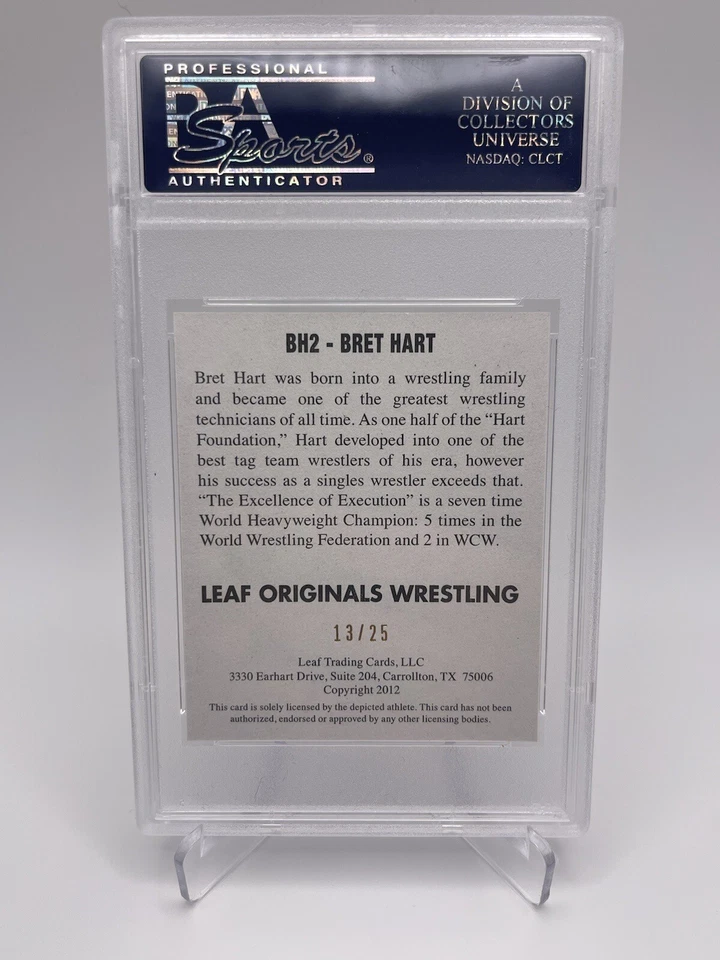 PROFESSIONAL
PSA
Sports®
AUTHENTICATOR
A
DIVISION OF
COLLECTORS
UNIVERSE
NASDAQ: CLCT
BH2 - BRET HART
Bret Hart was born into a wrestling family
and became one of the greatest wrestling
technicians of all time. As one half of the “Hart
Foundation,” Hart developed into one of the
best tag team wrestlers of his era, however
his success as a singles wrestler exceeds that.
“The Excellence of Execution” is a seven time
World Heavyweight Champion: 5 times in the
World Wrestling Federation and 2 in WCW.
LEAF ORIGINALS WRESTLING
13/25
Leaf Trading Cards, LLC
3330 Earhart Drive, Suite 204, Carrollton, TX 75006
Copyright 2012
This card is solely licensed by the depicted athlete. This card has not been
authorized, endorsed or approved by any other licensing bodies.